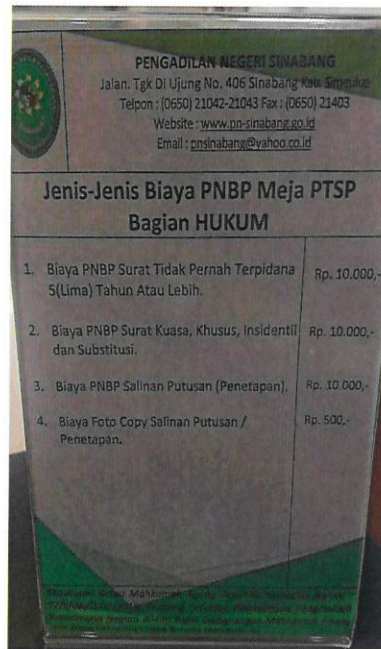 PENGADILAN NEGERI SINABANG
Jalan. Tgk Di Ujung No. 406 Sinabang Kab. Simeulue
Telpon : (0650) 21042-21043 Fax : (0650) 21403
Website : www.pn-sinabang.go.id
Email : pnsinabang@yahoo.co.id
Jenis-Jenis Biaya PNBP Meja PTSP
Bagian HUKUM
1. Biaya PNBP Surat Tidak Pernah Terpidana Rp. 10.000,-
5(Lima) Tahun Atau Lebih.
2. Biaya PNBP Surat Kuasa, Khusus, Insidentil Rp. 10.000,-
dan Substitusi.
3. Biaya PNBP Salinan Putusan (Penetapan). Rp. 10.000,-
4. Biaya Foto Copy Salinan Putusan / Rp. 500,-
Penetapan.